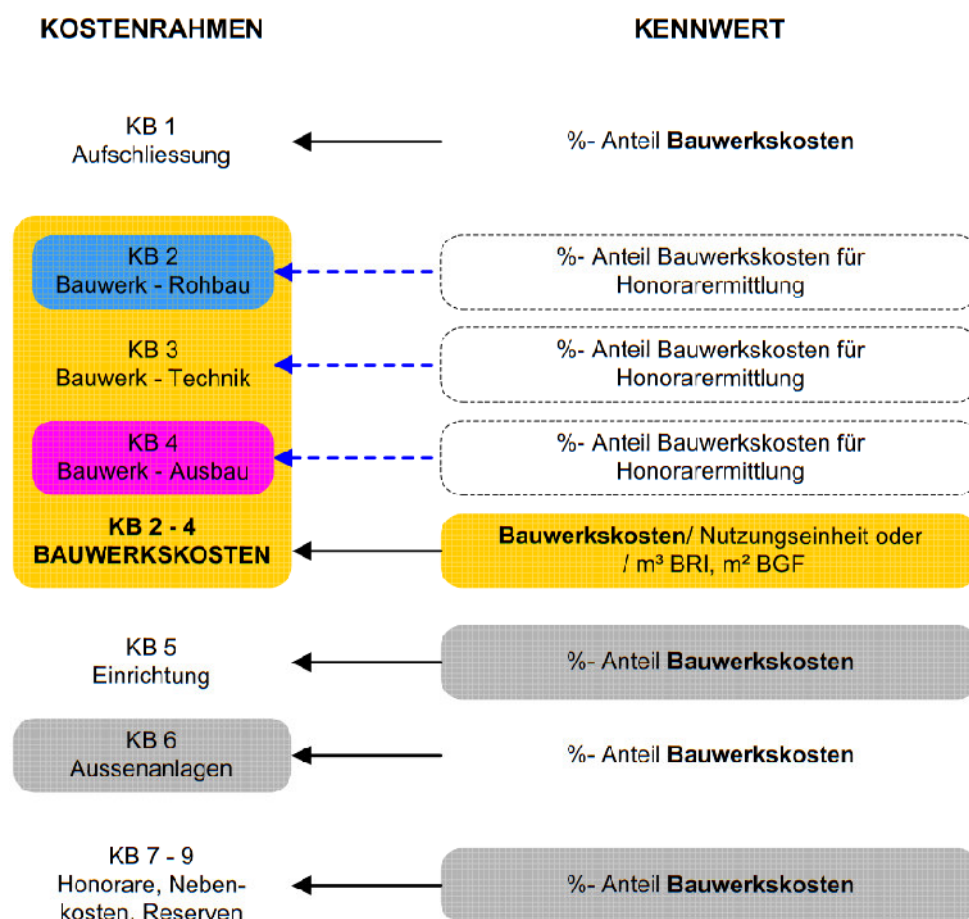 KOSTENRAHMEN KENNWERT
KB 1
Aufschliessung
%- Anteil Bauwerkskosten
KB 2
Bauwerk - Rohbau
%- Anteil Bauwerkskosten für
Honorarermittlung
KB 3
Bauwerk - Technik
%- Anteil Bauwerkskosten für
Honorarermittlung
KB 4
Bauwerk - Ausbau
%- Anteil Bauwerkskosten für
Honorarermittlung
KB 2 - 4
BAUWERKSKOSTEN
Bauwerkskosten/ Nutzungseinheit oder
/ m³ BRI, m² BGF
KB 5
Einrichtung
%- Anteil Bauwerkskosten
KB 6
Aussenanlagen
%- Anteil Bauwerkskosten
KB 7 - 9
Honorare, Neben-
kosten, Reserven
%- Anteil Bauwerkskosten